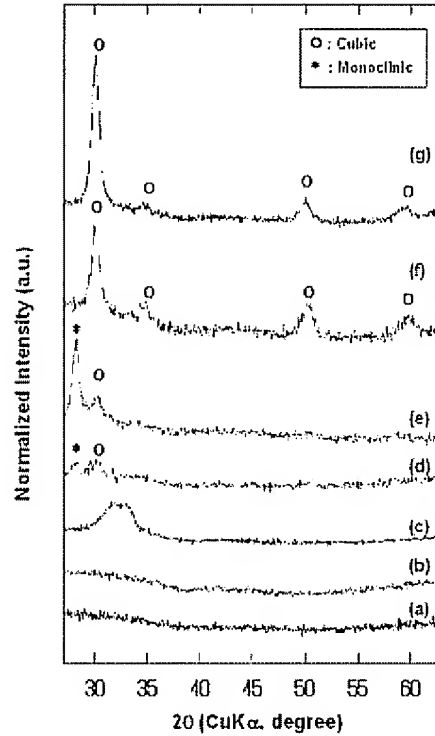 O : Cubic
* : Monoclinic
O
(g)
O
O
O
O
(f)
O
O
O
*
O
(e)
*
O
(d)
(c)
(b)
(a)
Normalized Intensity (a.u.)
30 35 40 45 50 55 60
2θ (CuKα, degree)